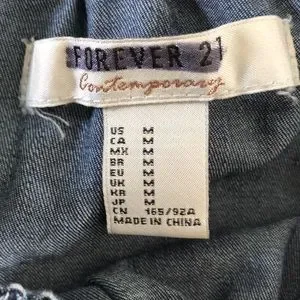 FOREVER 21
Contemporary
US M
CA M
MX M
BR M
EU M
UK M
KR M
JP M
CN 165/92A
MADE IN CHINA